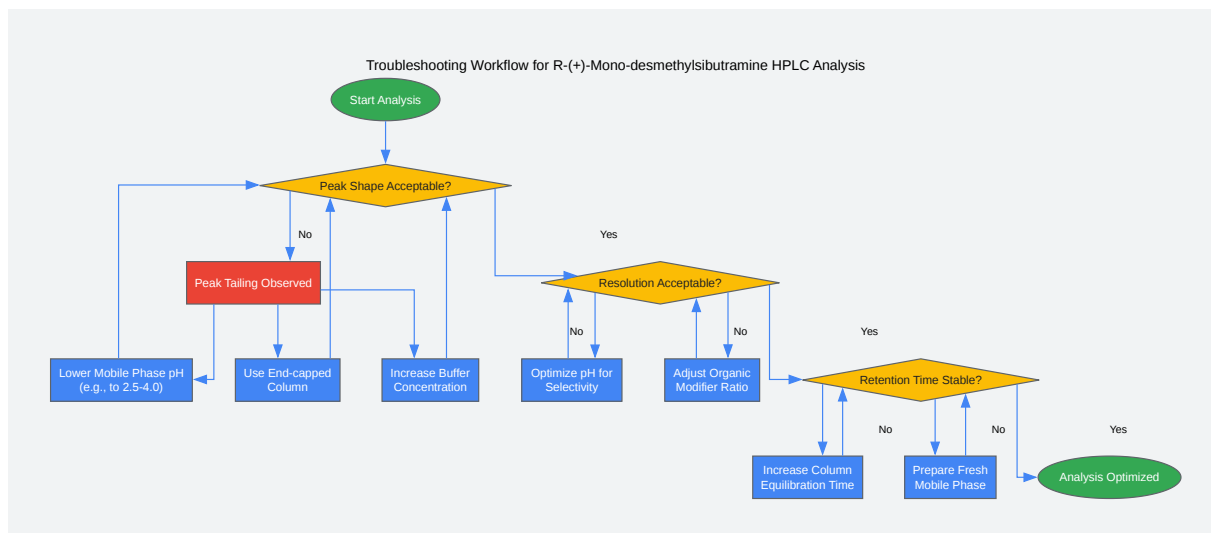 Troubleshooting Workflow for R-(+)-Mono-desmethylsibutramine HPLC Analysis
Start Analysis
Peak Shape Acceptable?
No
Yes
Peak Tailing Observed
Resolution Acceptable?
No
No
Yes
Lower Mobile Phase pH
(e.g., to 2.5-4.0)
Use End-capped
Column
Increase Buffer
Concentration
Optimize pH for
Selectivity
Adjust Organic
Modifier Ratio
Retention Time Stable?
No
No
Yes
Increase Column
Equilibration Time
Prepare Fresh
Mobile Phase
Analysis Optimized